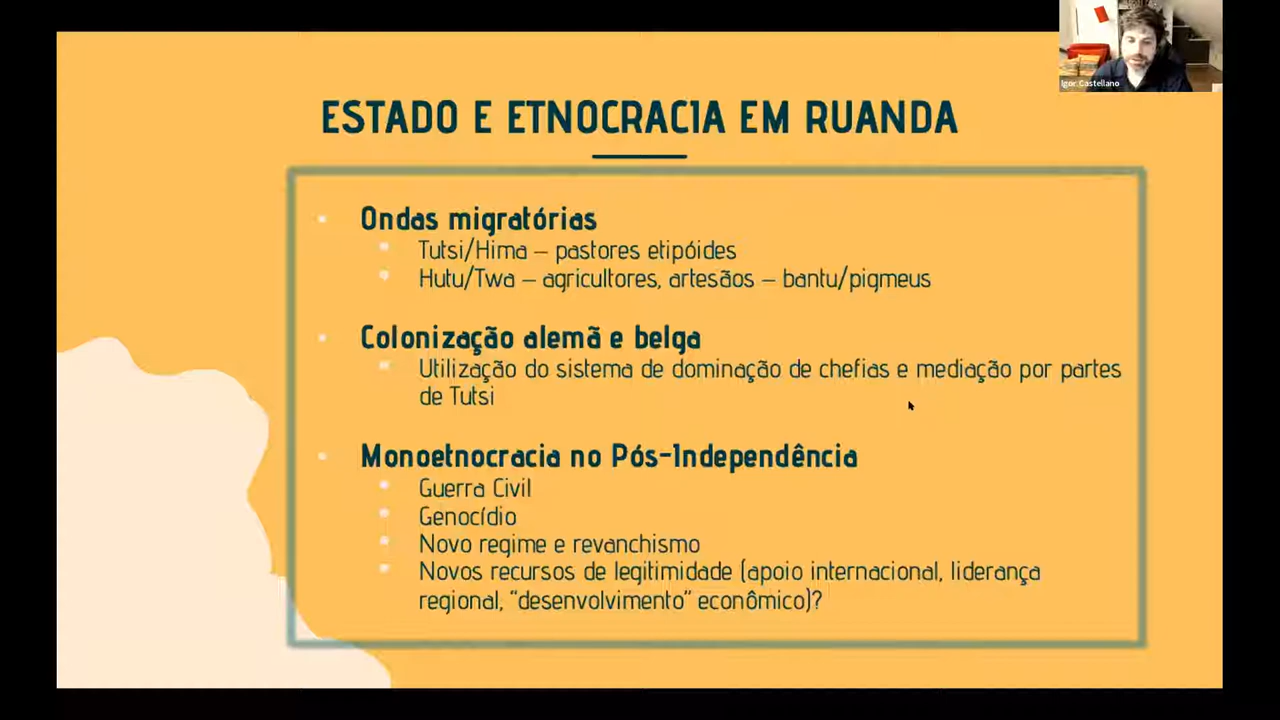 Igor Castellano
ESTADO E ETNOCRACIA EM RUANDA
Ondas migratórias
Tutsi/Hima – pastores etipóides
Hutu/Twa – agricultores, artesãos – bantu/pigmeus
Colonização alemã e belga
Utilização do sistema de dominação de chefias e mediação por partes
de Tutsi
Monoetnocracia no Pós-Independência
Guerra Civil
Genocídio
Novo regime e revanchismo
Novos recursos de legitimidade (apoio internacional, liderança
regional, “desenvolvimento” econômico)?